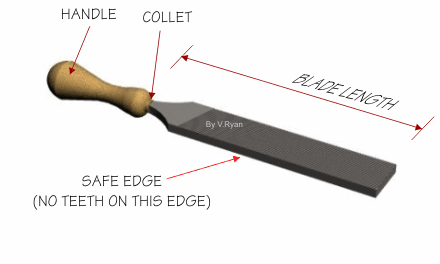 HANDLE
COLLET
BLADE LENGTH
By V.Ryan
SAFE EDGE
(NO TEETH ON THIS EDGE)